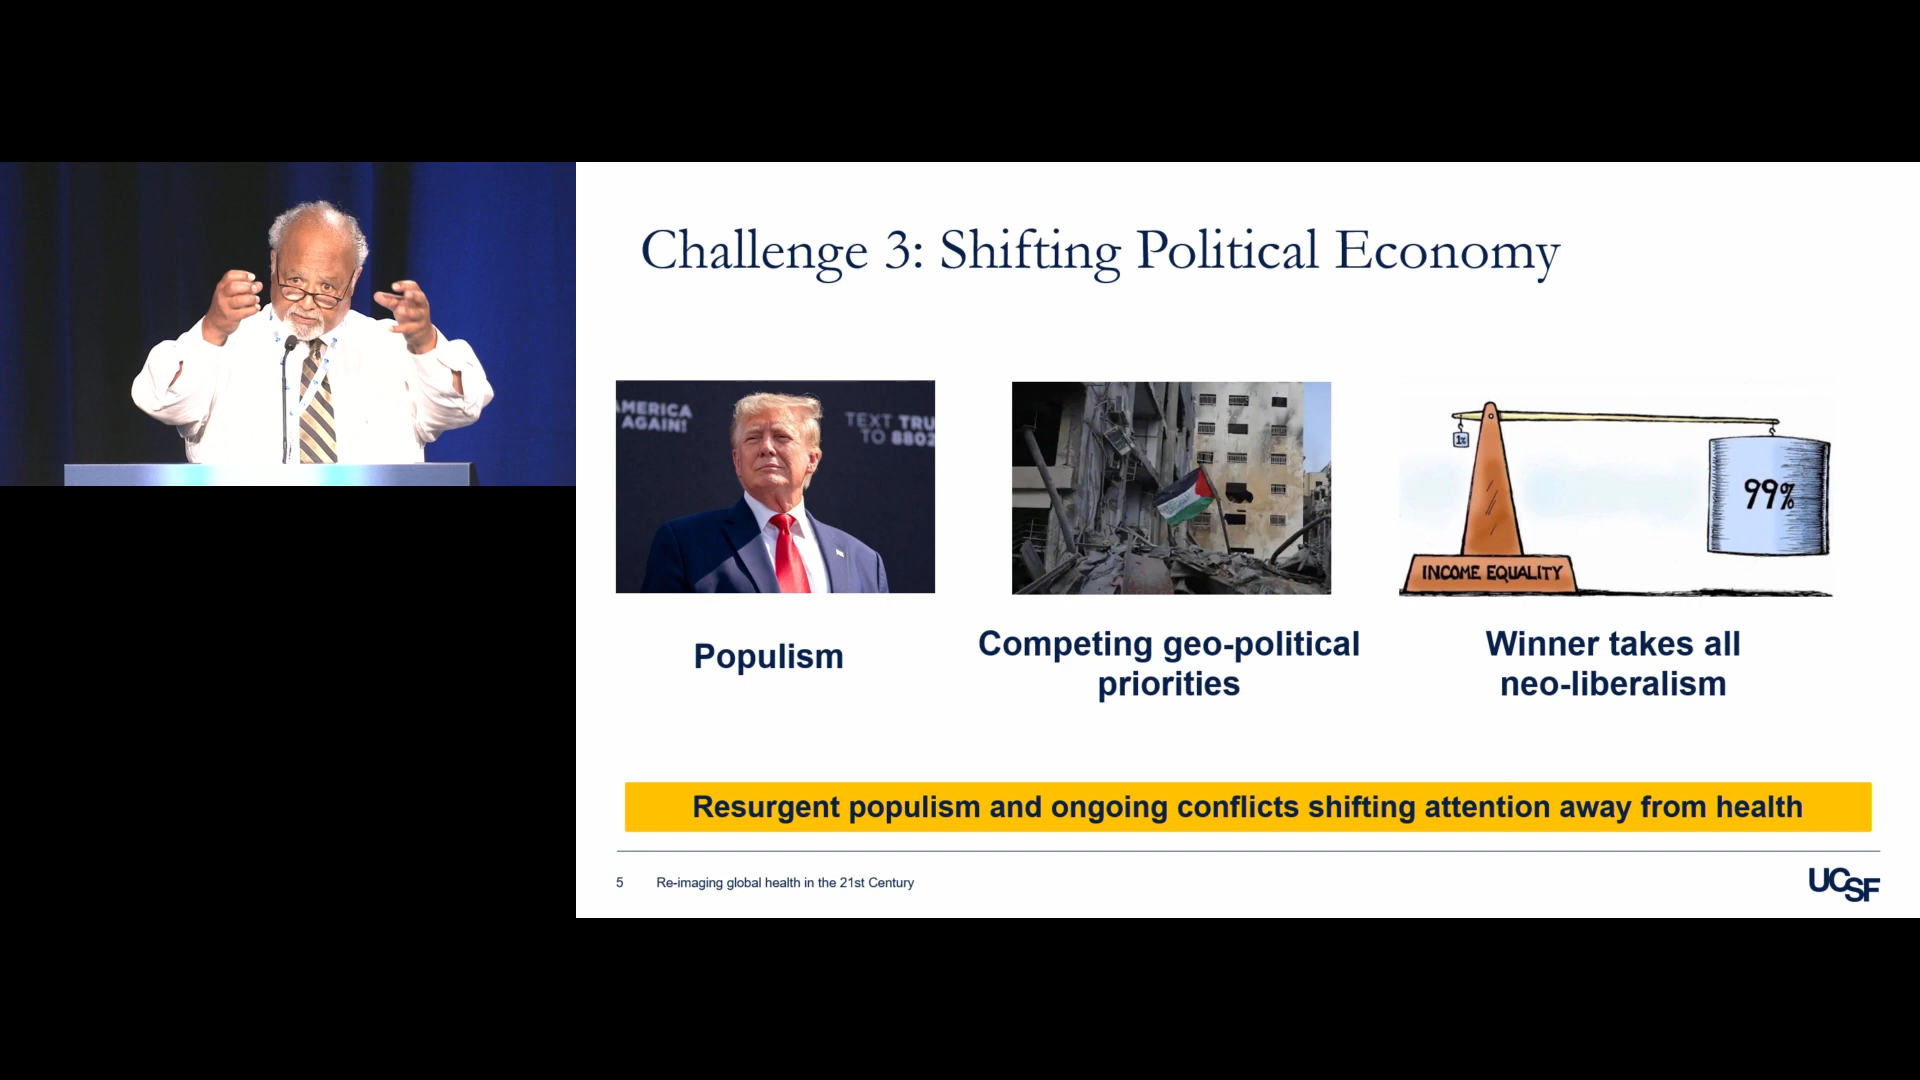 Challenge 3: Shifting Political Economy
AMERICA
AGAIN!
TEXT TRU
TO 8802
1%
99%
INCOME EQUALITY
Populism
Competing geo-political
priorities
Winner takes all
neo-liberalism
Resurgent populism and ongoing conflicts shifting attention away from health
5
Re-imaging global health in the 21st Century
UCSF